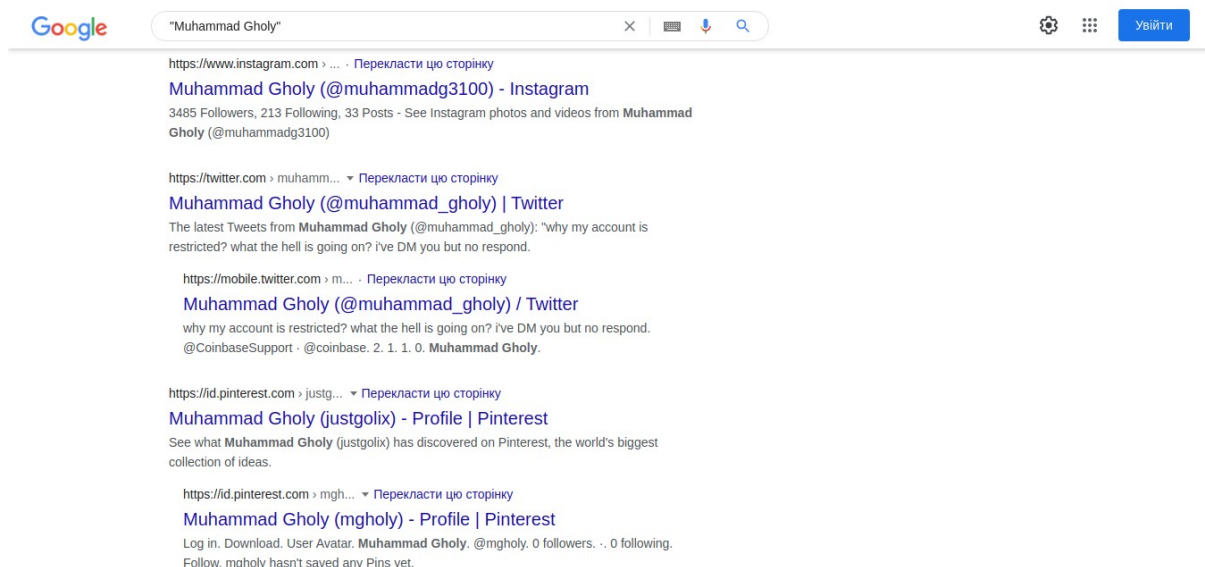 Google
"Muhammad Gholy"
Увійти
https://www.instagram.com › ... · Перекласти цю сторінку
Muhammad Gholy (@muhammadg3100) - Instagram
3485 Followers, 213 Following, 33 Posts - See Instagram photos and videos from Muhammad
Gholy (@muhammadg3100)
https://twitter.com › muhamm... Перекласти цю сторінку
Muhammad Gholy (@muhammad_gholy) | Twitter
The latest Tweets from Muhammad Gholy (@muhammad_gholy): "why my account is
restricted? what the hell is going on? i've DM you but no respond.
https://mobile.twitter.com › m... · Перекласти цю сторінку
Muhammad Gholy (@muhammad_gholy) / Twitter
why my account is restricted? what the hell is going on? i've DM you but no respond.
@CoinbaseSupport · @coinbase. 2. 1. 1. 0. Muhammad Gholy.
https://id.pinterest.com › justg... Перекласти цю сторінку
Muhammad Gholy (justgolix) - Profile | Pinterest
See what Muhammad Gholy (justgolix) has discovered on Pinterest, the world's biggest
collection of ideas.
https://id.pinterest.com › mgh... Перекласти цю сторінку
Muhammad Gholy (mgholy) - Profile | Pinterest
Log in. Download. User Avatar. Muhammad Gholy. @mgholy. 0 followers. ·. 0 following.
Follow. mgholy hasn't saved any Pins yet.